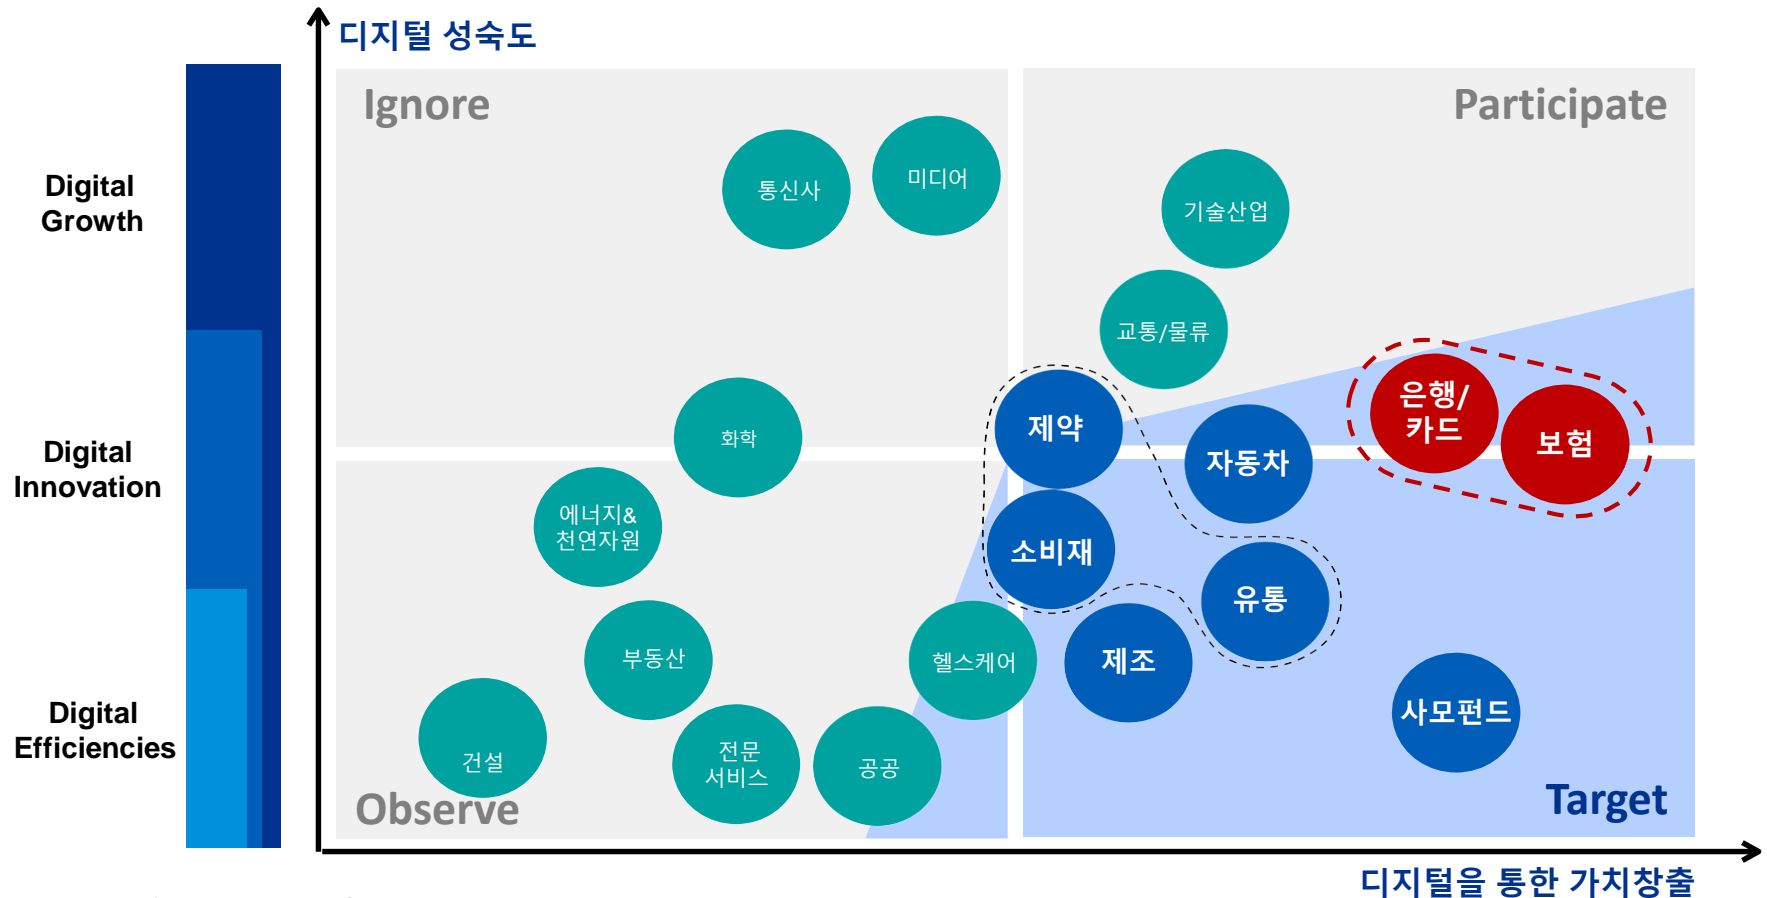 디지털 성숙도
Ignore
Participate
Digital
Growth
통신사
미디어
기술산업
교통/물류
은행/
카드
보험
제약
자동차
화학
Digital
Innovation
에너지&
천연자원
소비재
유통
부동산
헬스케어
제조
사모펀드
Digital
Efficiencies
건설
전문
서비스
공공
Observe
Target
디지털을 통한 가치창출